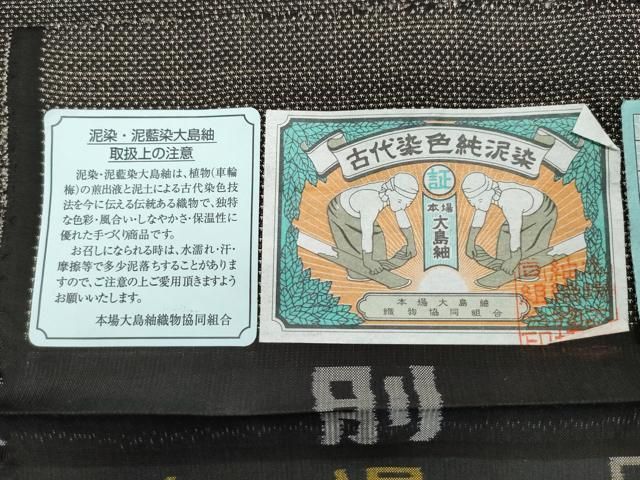 泥染・泥藍染大島紬
取扱上の注意
泥染・泥藍染大島紬は、植物(車輪
梅)の煎出液と泥土による古代染色技
法を今に伝える伝統ある織物で、独特
な色彩・風合い・しなやかさ・保温性に
優れた手づくり商品です。
お召しになられる時は、水濡れ・汗・
摩擦等で多少泥落ちすることがありま
すので、ご注意の上ご愛用頂きますよう
お願いいたします。
本場大島紬織物協同組合
古代染色純泥染
証
本場
大島紬
本場大島紬
織物協同組合
別